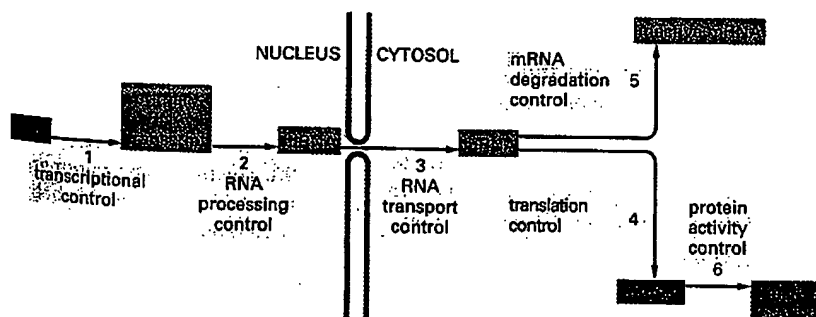 NUCLEUS CYTOSOL
1
transcriptional
control
2
RNA
processing
control
3
RNA
transport
control
mRNA
degradation
control
5
translation
control
4
protein
activity
control
6